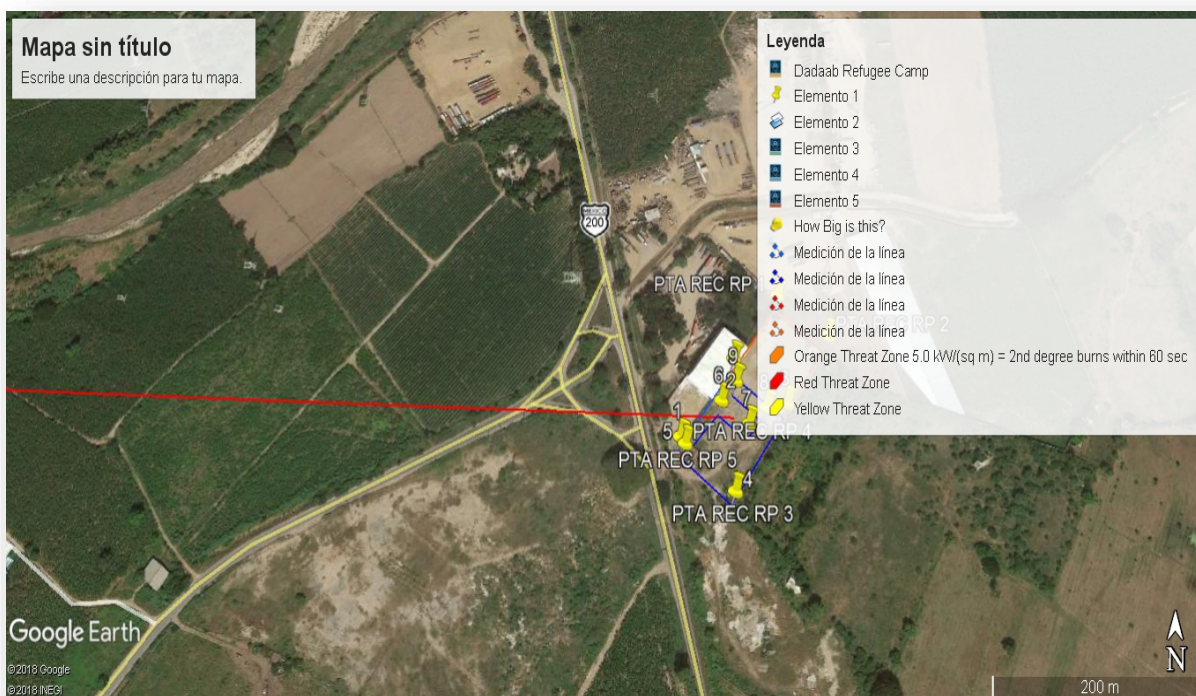 Mapa sin título
Escribe una descripción para tu mapa.
Leyenda
Dadaab Refugee Camp
Elemento 1
Elemento 2
Elemento 3
Elemento 4
Elemento 5
How Big is this?
Medición de la línea
Medición de la línea
Medición de la línea
Medición de la línea
Orange Threat Zone 5.0 kW/(sq m) = 2nd degree burns within 60 sec
Red Threat Zone
Yellow Threat Zone
MEXICO
200
PTA REC RP 1
PTA REC RP 2
9
6
2
7
1
5
PTA REC RP 4
PTA REC RP 5
4
PTA REC RP 3
Google Earth
©2018 Google
©2018 INEGI
N
200 m